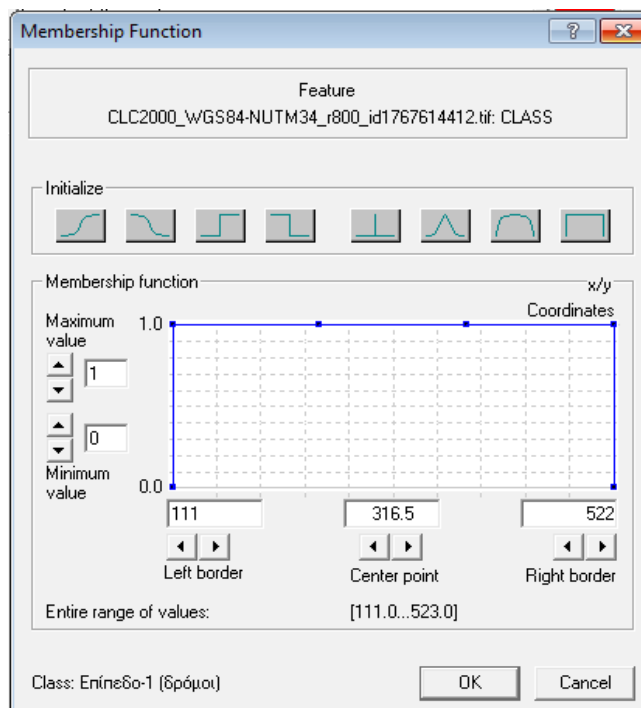 Membership Function
Feature
CLC2000_WGS84-NUTM34_r800_id1767614412.tif: CLASS
Initialize
Membership function
x/y
Coordinates
Maximum
value
1.0
1
0
Minimum
value
0.0
111
316.5
522
Left border
Center point
Right border
Entire range of values: [111.0...523.0]
Class: Επίπεδο-1 (δρόμοι)
OK
Cancel